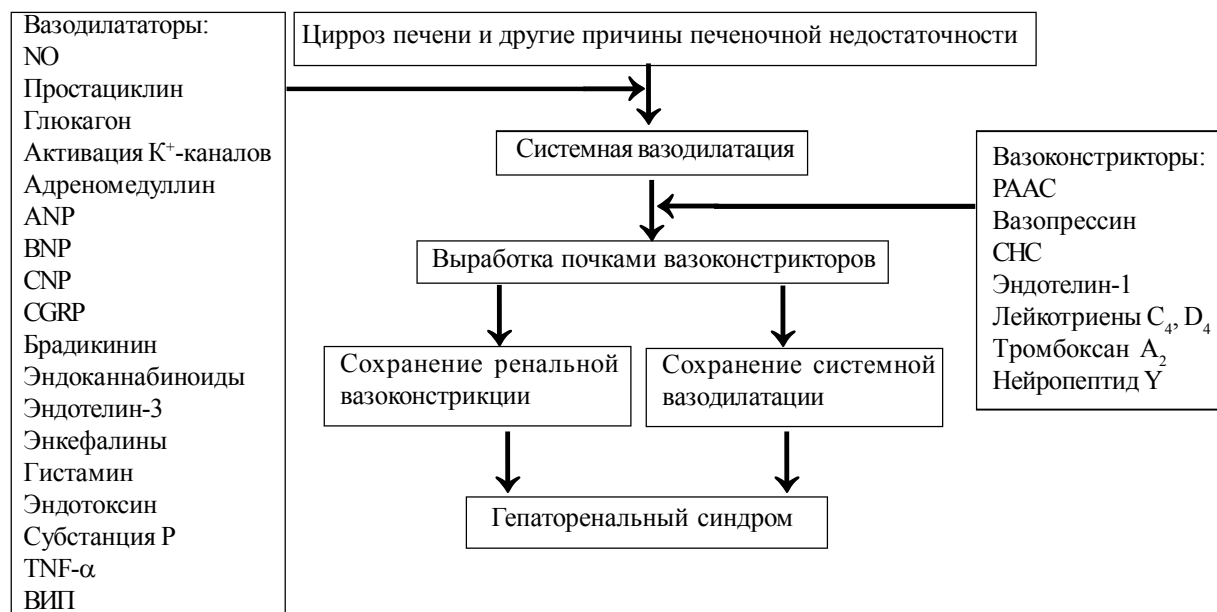 Вазодилататоры:
NO
Простациклин
Глюкагон
Активация K⁺-каналов
Адреномедуллин
ANP
BNP
CNP
CGRP
Брадикинин
Эндоканнабиноиды
Эндотелин-3
Энкефалины
Гистамин
Эндотоксин
Субстанция P
TNF-α
ВИП
Цирроз печени и другие причины печеночной недостаточности
Системная вазодилатация
Выработка почками вазоконстрикторов
Сохранение ренальной
вазоконстрикции
Сохранение системной
вазодилатации
Гепаторенальный синдром
Вазоконстрикторы:
РААС
Вазопрессин
СНС
Эндотелин-1
Лейкотриены C₄, D₄
Тромбоксан A₂
Нейропептид Y